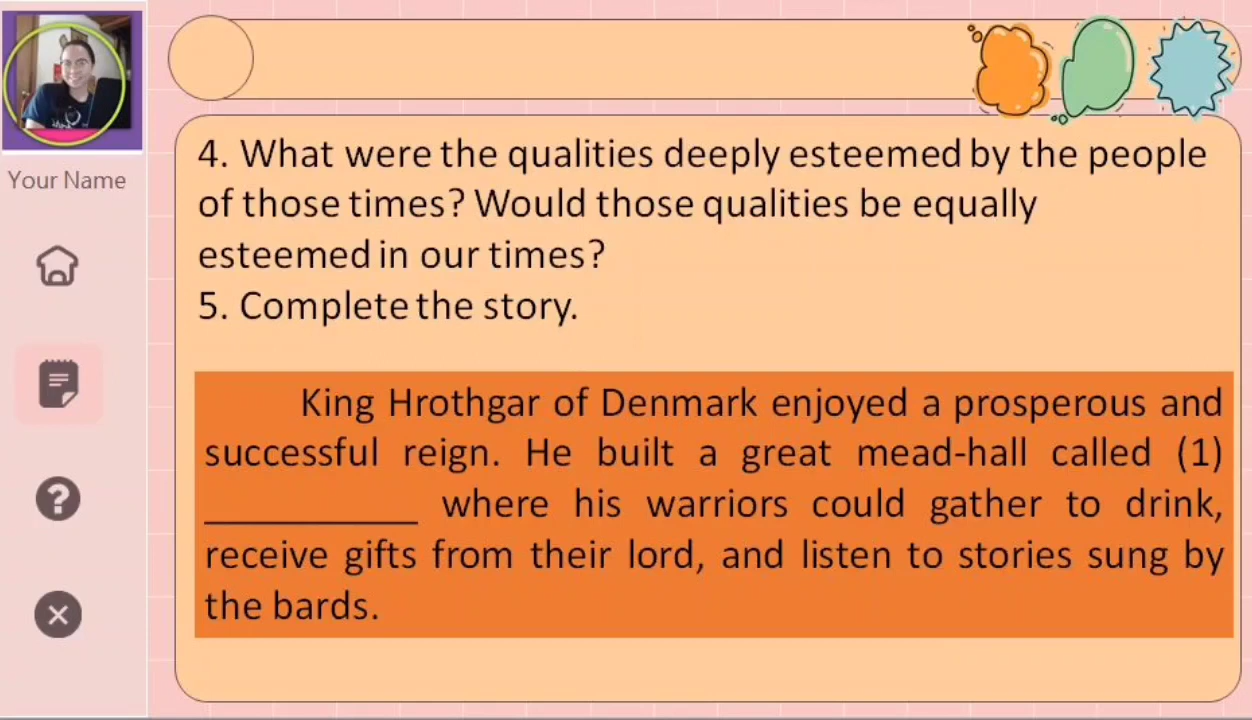 Your Name
4. What were the qualities deeply esteemed by the people
of those times? Would those qualities be equally
esteemed in our times?
5. Complete the story.
King Hrothgar of Denmark enjoyed a prosperous and
successful reign. He built a great mead-hall called (1)
___________ where his warriors could gather to drink,
receive gifts from their lord, and listen to stories sung by
the bards.